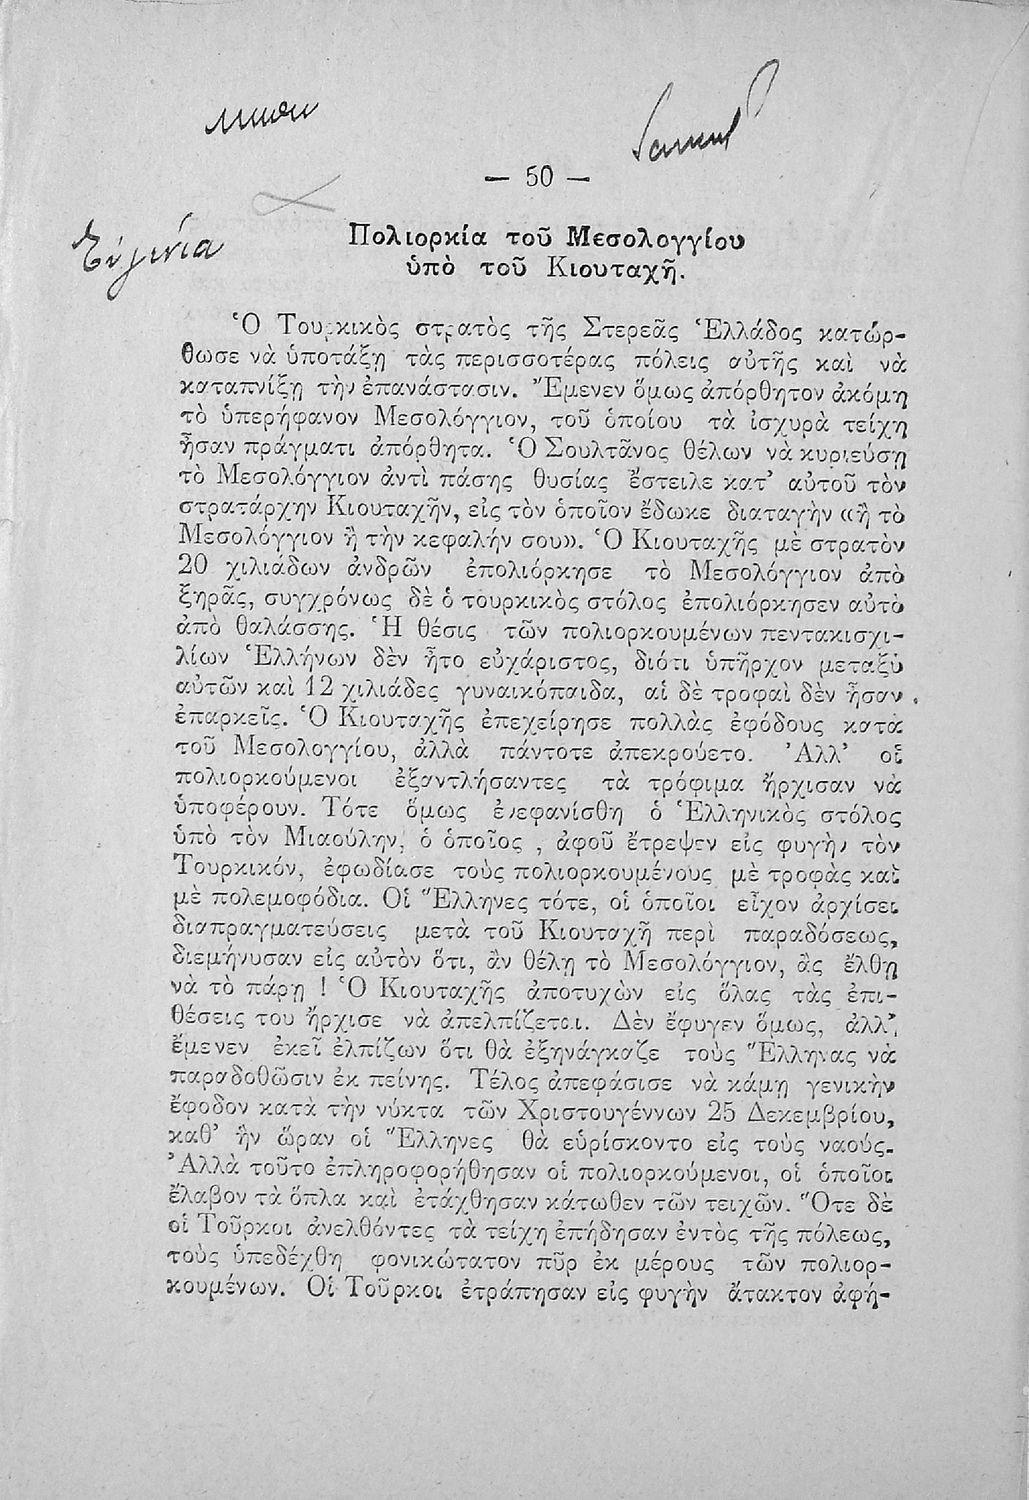 — 50 —
Εὐγενία
Πολιορκία τοῦ Μεσολογγίου
ὑπὸ τοῦ Κιουταχῆ.
Ὁ Τουρκικὸς στρατὸς τῆς Στερεᾶς Ἑλλάδος κατώρ-
θωσε νὰ ὑποτάξῃ τὰς περισσοτέρας πόλεις αὐτῆς καὶ νὰ
καταπνίξῃ τὴν ἐπανάστασιν. Ἔμενεν ὅμως ἀπόρθητον ἀκόμη
τὸ ὑπερήφανον Μεσολόγγιον, τοῦ ὁποίου τὰ ἰσχυρὰ τείχη
ἦσαν πράγματι ἀπόρθητα. Ὁ Σουλτᾶνος θέλων νὰ κυριεύσῃ
τὸ Μεσολόγγιον ἀντὶ πάσης θυσίας ἔστειλε κατ’ αὐτοῦ τὸν
στρατάρχην Κιουταχῆν, εἰς τὸν ὁποῖον ἔδωκε διαταγὴν «ἢ τὸ
Μεσολόγγιον ἢ τὴν κεφαλήν σου». Ὁ Κιουταχῆς μὲ στρατὸν
20 χιλιάδων ἀνδρῶν ἐπολιόρκησε τὸ Μεσολόγγιον ἀπὸ
ξηρᾶς, συγχρόνως δὲ ὁ τουρκικὸς στόλος ἐπολιόρκησεν αὐτὸ
ἀπὸ θαλάσσης. Ἡ θέσις τῶν πολιορκουμένων πεντακισχι-
λίων Ἑλλήνων δὲν ἦτο εὐχάριστος, διότι ὑπῆρχον μεταξὺ
αὐτῶν καὶ 12 χιλιάδες γυναικόπαιδα, αἱ δὲ τροφαὶ δὲν ἦσαν
ἐπαρκεῖς. Ὁ Κιουταχῆς ἐπεχείρησε πολλὰς ἐφόδους κατὰ
τοῦ Μεσολογγίου, ἀλλὰ πάντοτε ἀπεκρούετο. Ἀλλ’ οἱ
πολιορκούμενοι ἐξαντλήσαντες τὰ τρόφιμα ἤρχισαν νὰ
ὑποφέρουν. Τότε ὅμως ἐνεφανίσθη ὁ Ἑλληνικὸς στόλος
ὑπὸ τὸν Μιαούλην, ὁ ὁποῖος , ἀφοῦ ἔτρεψεν εἰς φυγὴν τὸν
Τουρκικόν, ἐφωδίασε τοὺς πολιορκουμένους μὲ τροφὰς καὶ
μὲ πολεμοφόδια. Οἱ Ἕλληνες τότε, οἱ ὁποῖοι εἶχον ἀρχίσει
διαπραγματεύσεις μετὰ τοῦ Κιουταχῆ περὶ παραδόσεως,
διεμήνυσαν εἰς αὐτὸν ὅτι, ἂν θέλῃ τὸ Μεσολόγγιον, ἂς ἔλθῃ
νὰ τὸ πάρῃ ! Ὁ Κιουταχῆς ἀποτυχὼν εἰς ὅλας τὰς ἐπι-
θέσεις του ἤρχισε νὰ ἀπελπίζεται. Δὲν ἔφυγεν ὅμως, ἀλλ’
ἔμενεν ἐκεῖ ἐλπίζων ὅτι θὰ ἐξηνάγκαζε τοὺς Ἕλληνας νὰ
παραδοθῶσιν ἐκ πείνης. Τέλος ἀπεφάσισε νὰ κάμῃ γενικὴν
ἔφοδον κατὰ τὴν νύκτα τῶν Χριστουγέννων 25 Δεκεμβρίου,
καθ’ ἣν ὥραν οἱ Ἕλληνες θὰ εὑρίσκοντο εἰς τοὺς ναούς.
Ἀλλὰ τοῦτο ἐπληροφορήθησαν οἱ πολιορκούμενοι, οἱ ὁποῖοι
ἔλαβον τὰ ὅπλα καὶ ἐτάχθησαν κάτωθεν τῶν τειχῶν. Ὅτε δὲ
οἱ Τοῦρκοι ἀνελθόντες τὰ τείχη ἐπήδησαν ἐντὸς τῆς πόλεως,
τοὺς ὑπεδέχθη φονικώτατον πῦρ ἐκ μέρους τῶν πολιορ-
κουμένων. Οἱ Τοῦρκοι ἐτράπησαν εἰς φυγὴν ἄτακτον ἀφή-